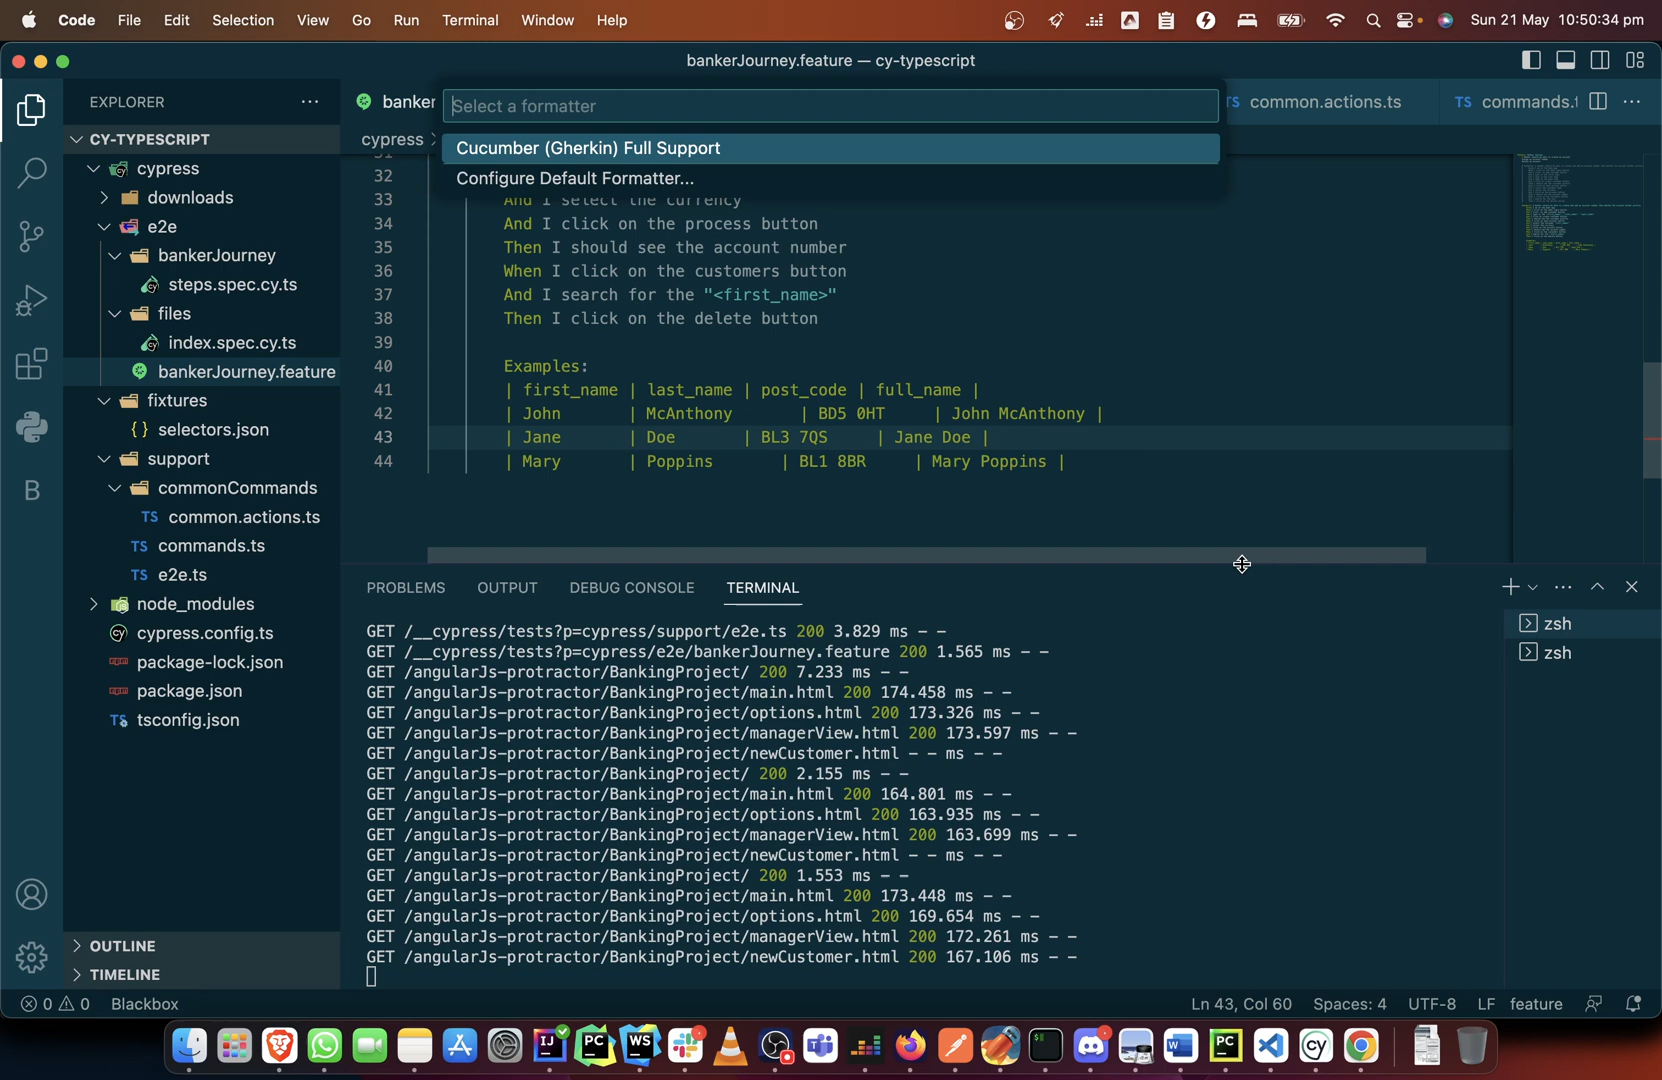 Code File Edit Selection View Go Run Terminal Window Help Sun 21 May 10:50:34 pm
bankerJourney.feature — cy-typescript
EXPLORER
CY-TYPESCRIPT
cypress
downloads
e2e
bankerJourney
steps.spec.cy.ts
files
index.spec.cy.ts
bankerJourney.feature
fixtures
selectors.json
support
commonCommands
common.actions.ts
commands.ts
e2e.ts
node_modules
cypress.config.ts
package-lock.json
package.json
tsconfig.json
OUTLINE
TIMELINE
banker
TS common.actions.ts TS commands.t
cypress >
Select a formatter
Cucumber (Gherkin) Full Support
Configure Default Formatter...
32
33 And I select the currency
34 And I click on the process button
35 Then I should see the account number
36 When I click on the customers button
37 And I search for the "<first_name>"
38 Then I click on the delete button
39
40 Examples:
41 | first_name | last_name | post_code | full_name |
42 | John | McAnthony | BD5 0HT | John McAnthony |
43 | Jane | Doe | BL3 7QS | Jane Doe |
44 | Mary | Poppins | BL1 8BR | Mary Poppins |
PROBLEMS OUTPUT DEBUG CONSOLE TERMINAL
GET /__cypress/tests?p=cypress/support/e2e.ts 200 3.829 ms - -
GET /__cypress/tests?p=cypress/e2e/bankerJourney.feature 200 1.565 ms - -
GET /angularJs-protractor/BankingProject/ 200 7.233 ms - -
GET /angularJs-protractor/BankingProject/main.html 200 174.458 ms - -
GET /angularJs-protractor/BankingProject/options.html 200 173.326 ms - -
GET /angularJs-protractor/BankingProject/managerView.html 200 173.597 ms - -
GET /angularJs-protractor/BankingProject/newCustomer.html - - ms - -
GET /angularJs-protractor/BankingProject/ 200 2.155 ms - -
GET /angularJs-protractor/BankingProject/main.html 200 164.801 ms - -
GET /angularJs-protractor/BankingProject/options.html 200 163.935 ms - -
GET /angularJs-protractor/BankingProject/managerView.html 200 163.699 ms - -
GET /angularJs-protractor/BankingProject/newCustomer.html - - ms - -
GET /angularJs-protractor/BankingProject/ 200 1.553 ms - -
GET /angularJs-protractor/BankingProject/main.html 200 173.448 ms - -
GET /angularJs-protractor/BankingProject/options.html 200 169.654 ms - -
GET /angularJs-protractor/BankingProject/managerView.html 200 172.261 ms - -
GET /angularJs-protractor/BankingProject/newCustomer.html 200 167.106 ms - -
zsh
zsh
0 0 Blackbox Ln 43, Col 60 Spaces: 4 UTF-8 LF feature